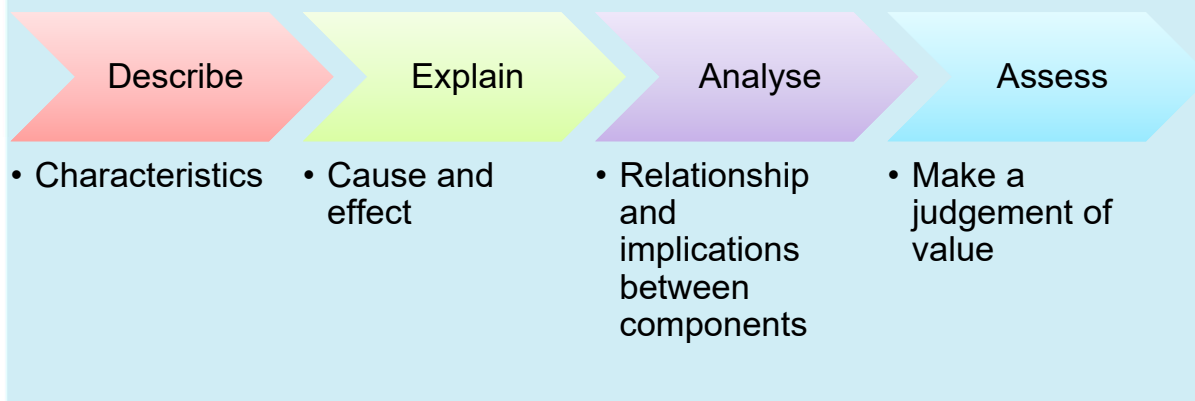 Describe
Explain
Analyse
Assess
• Characteristics
• Cause and
effect
• Relationship
and
implications
between
components
• Make a
judgement of
value